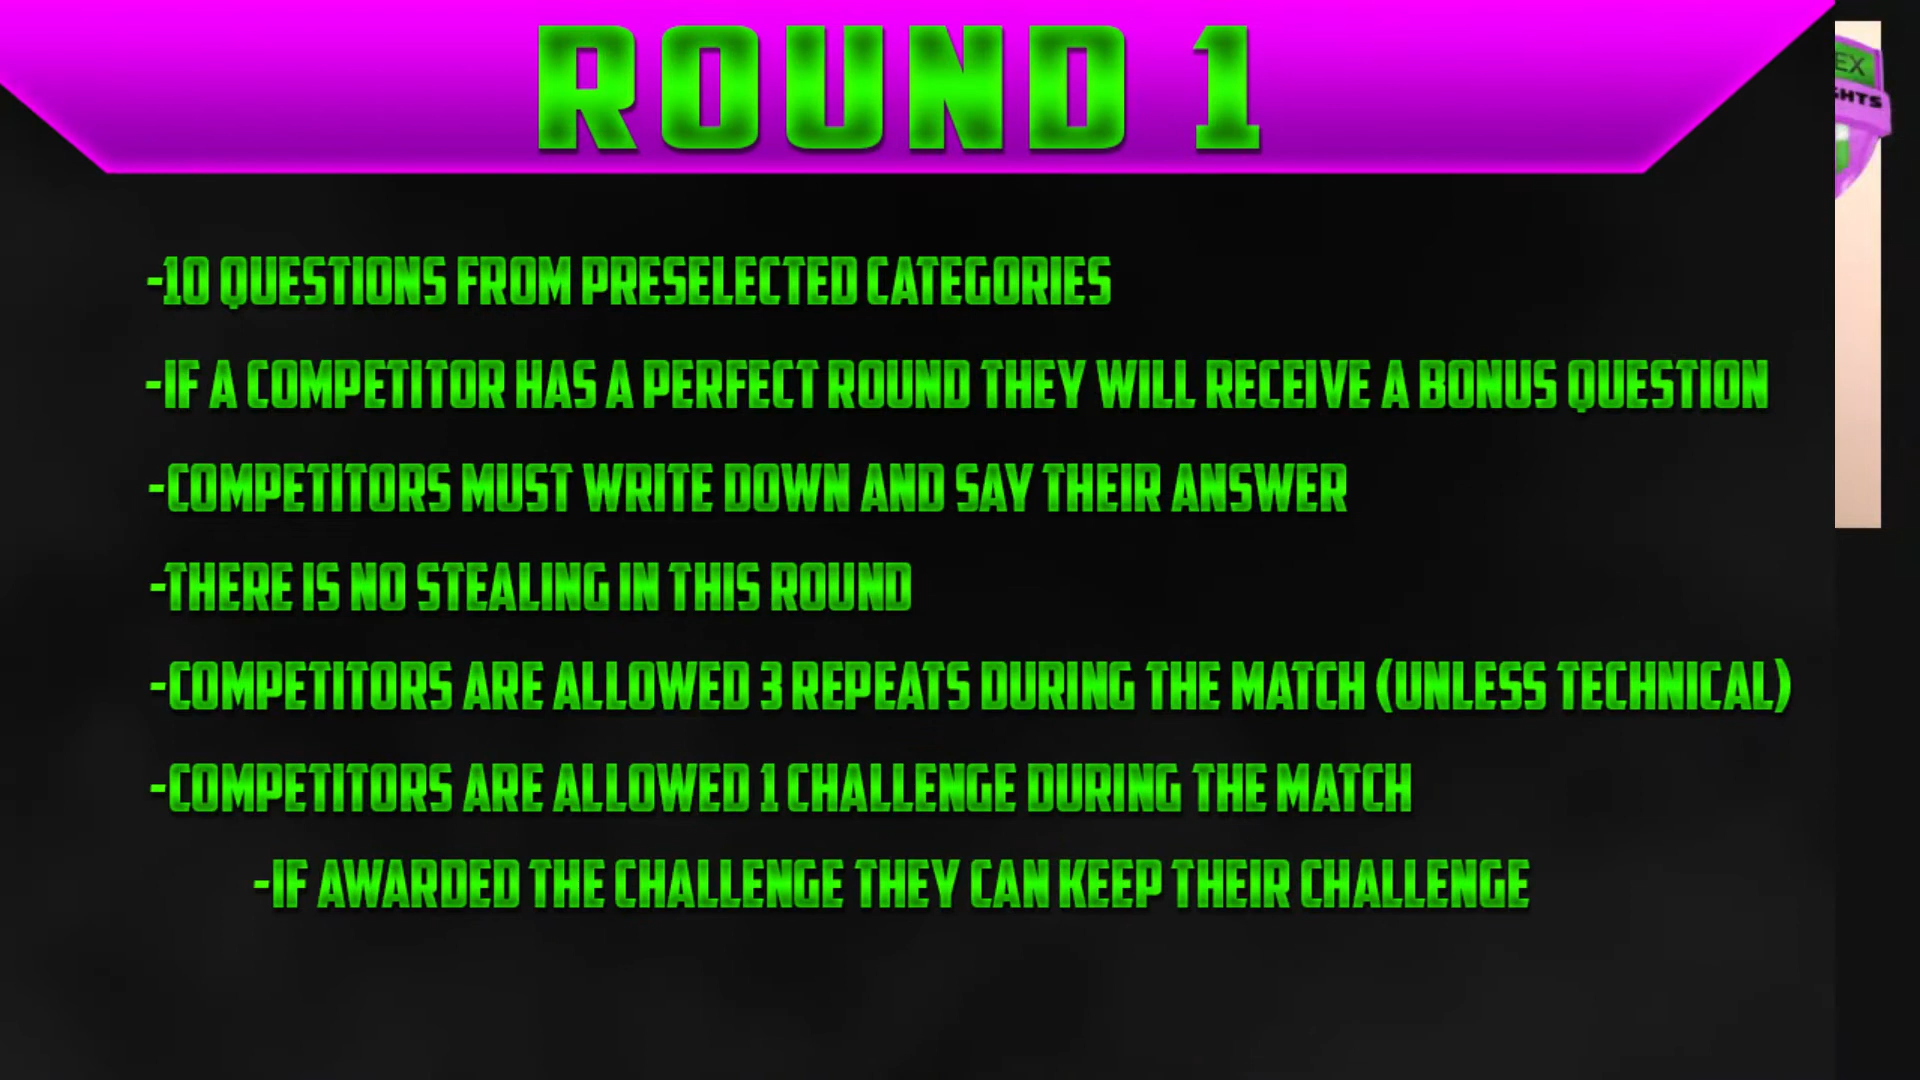 ROUND 1
EX
GHTS
-10 QUESTIONS FROM PRESELECTED CATEGORIES
-IF A COMPETITOR HAS A PERFECT ROUND THEY WILL RECEIVE A BONUS QUESTION
-COMPETITORS MUST WRITE DOWN AND SAY THEIR ANSWER
-THERE IS NO STEALING IN THIS ROUND
-COMPETITORS ARE ALLOWED 3 REPEATS DURING THE MATCH (UNLESS TECHNICAL)
-COMPETITORS ARE ALLOWED 1 CHALLENGE DURING THE MATCH
-IF AWARDED THE CHALLENGE THEY CAN KEEP THEIR CHALLENGE